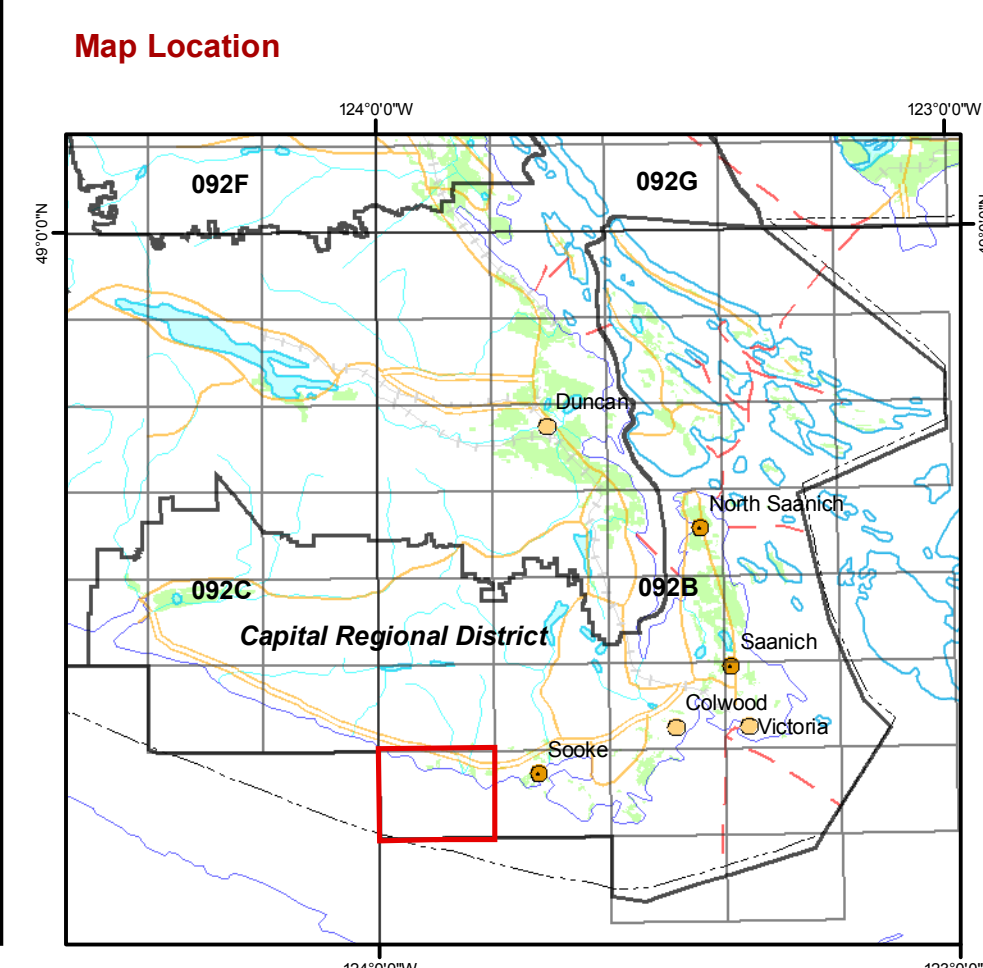 Map Location
124°0'0"W
123°0'0"W
092F
092G
49°0'0"N
Duncan
North Saanich
092C
092B
Capital Regional District
Saanich
Colwood
Victoria
Sooke